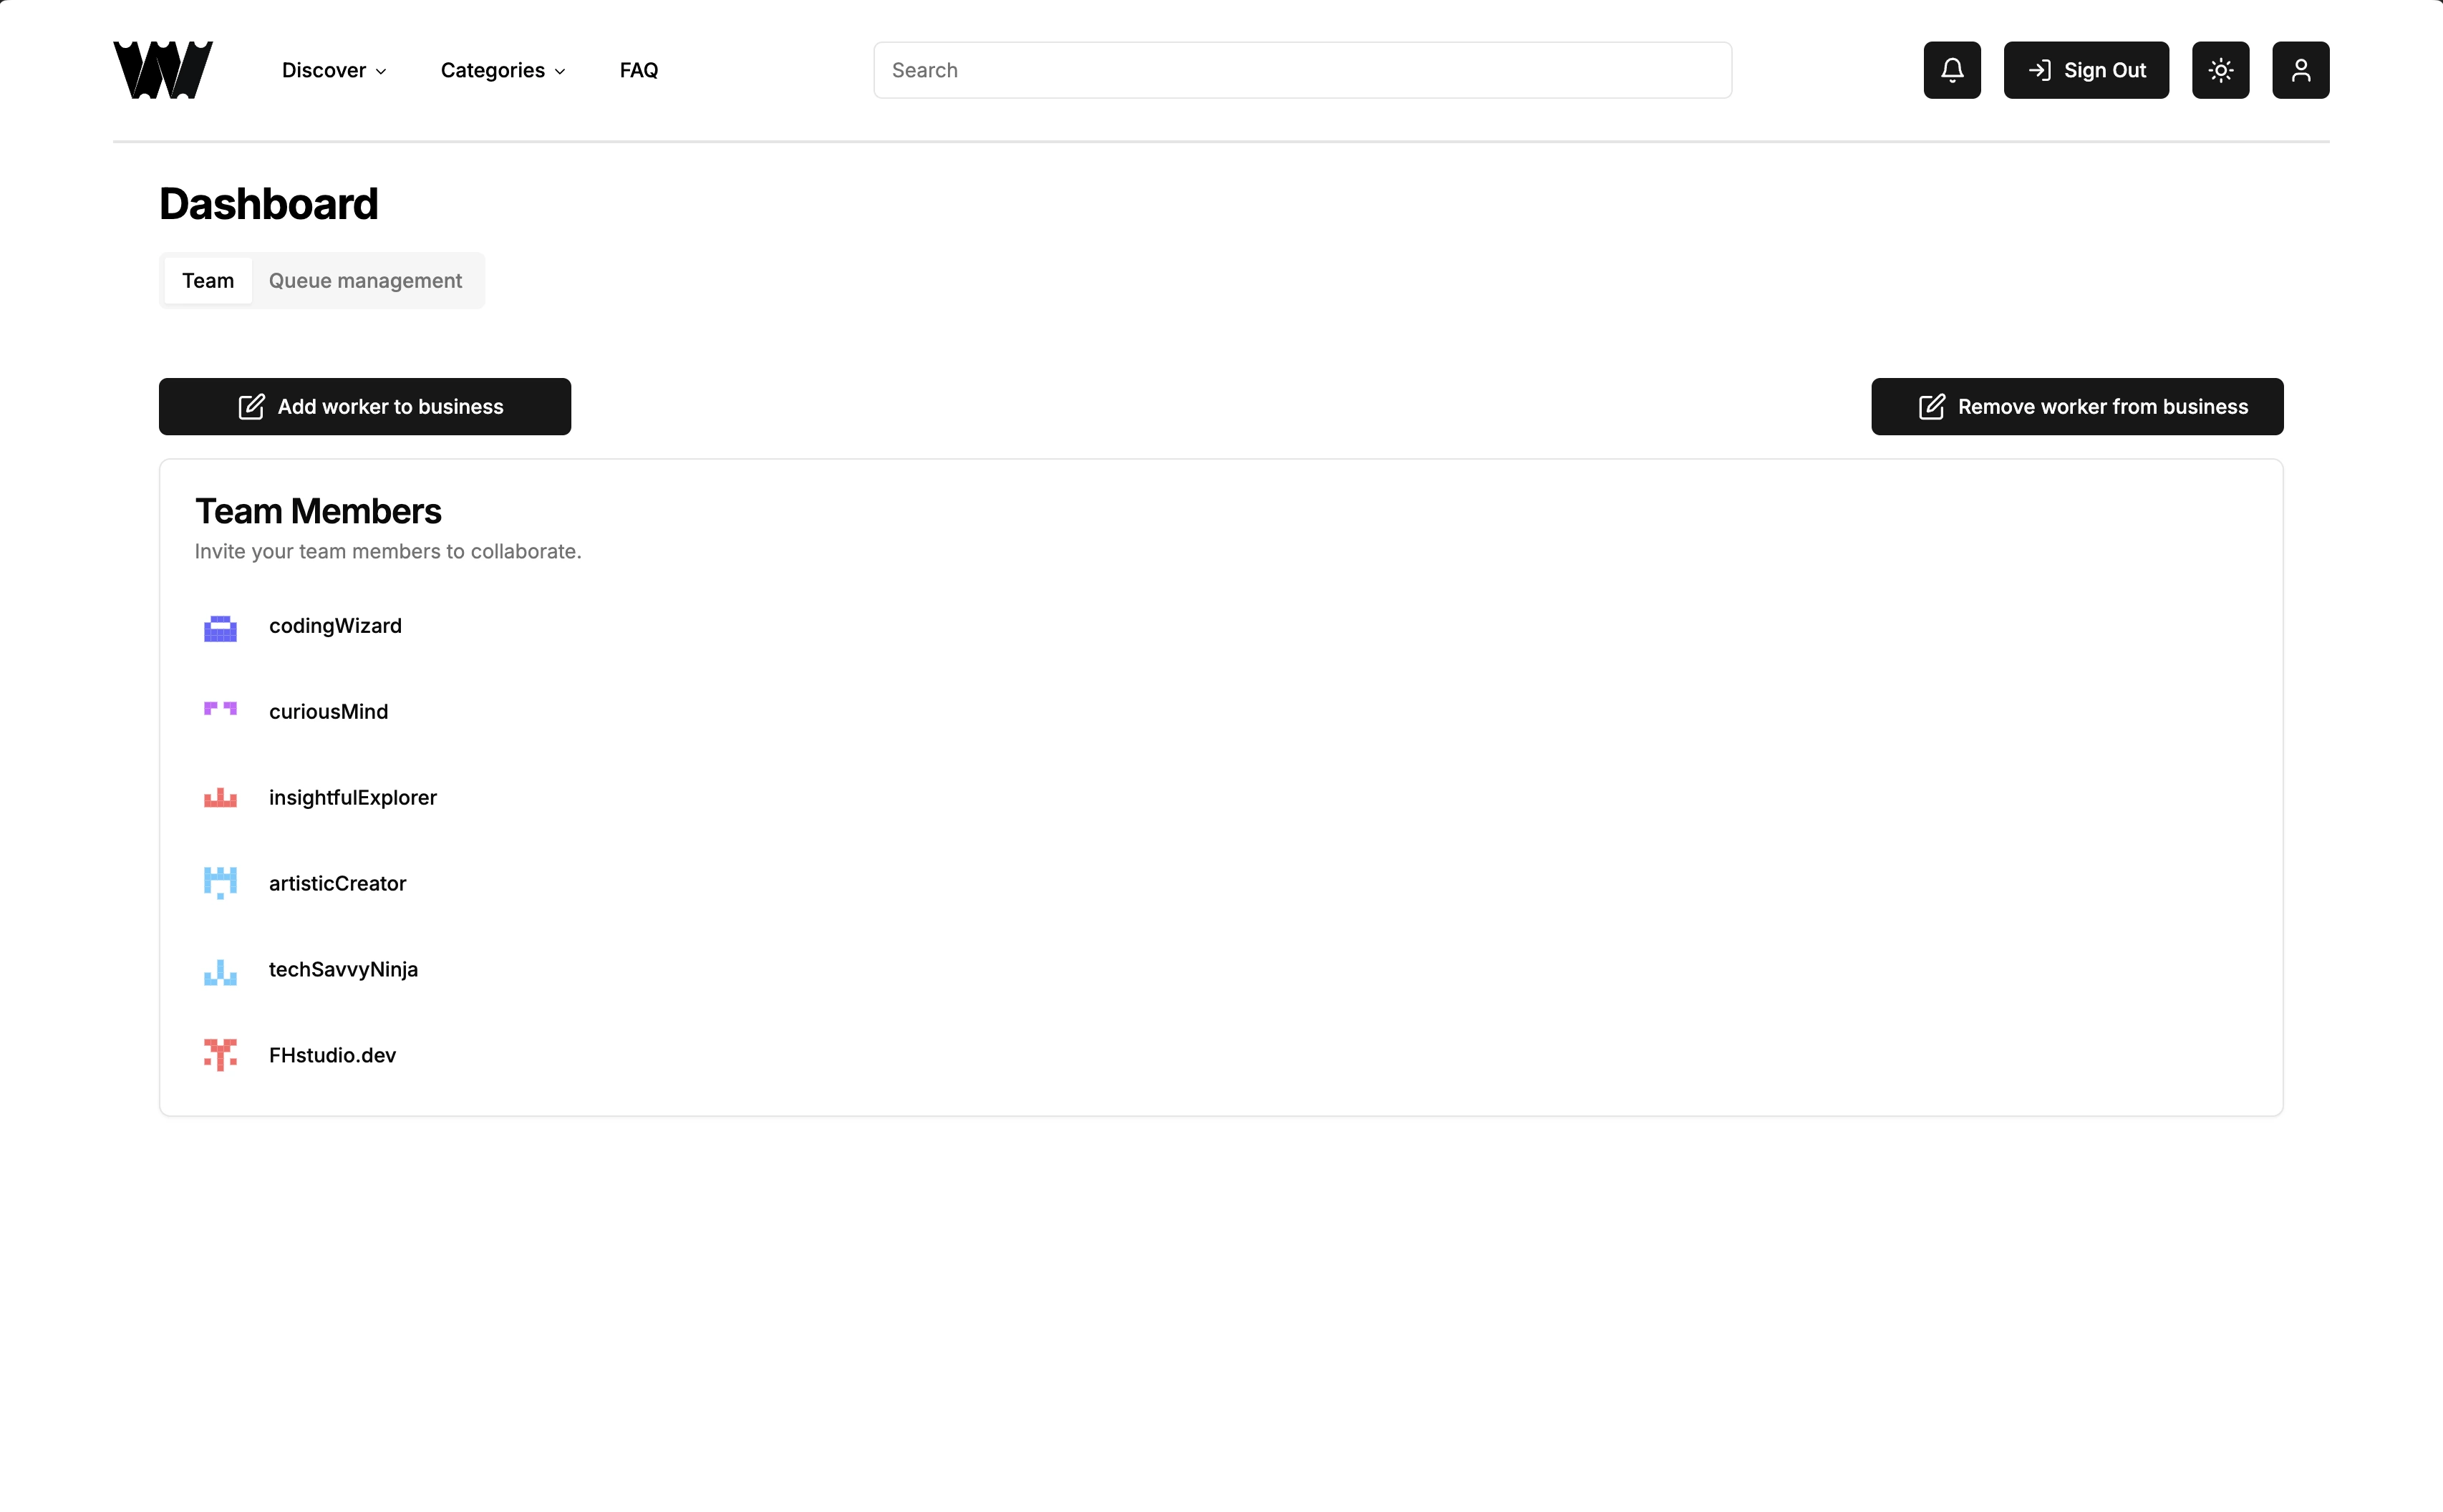 W
Discover
Categories
FAQ
Search
Sign Out
Dashboard
Team
Queue management
Add worker to business
Remove worker from business
Team Members
Invite your team members to collaborate.
codingWizard
curiousMind
insightfulExplorer
artisticCreator
techSavvyNinja
FHstudio.dev